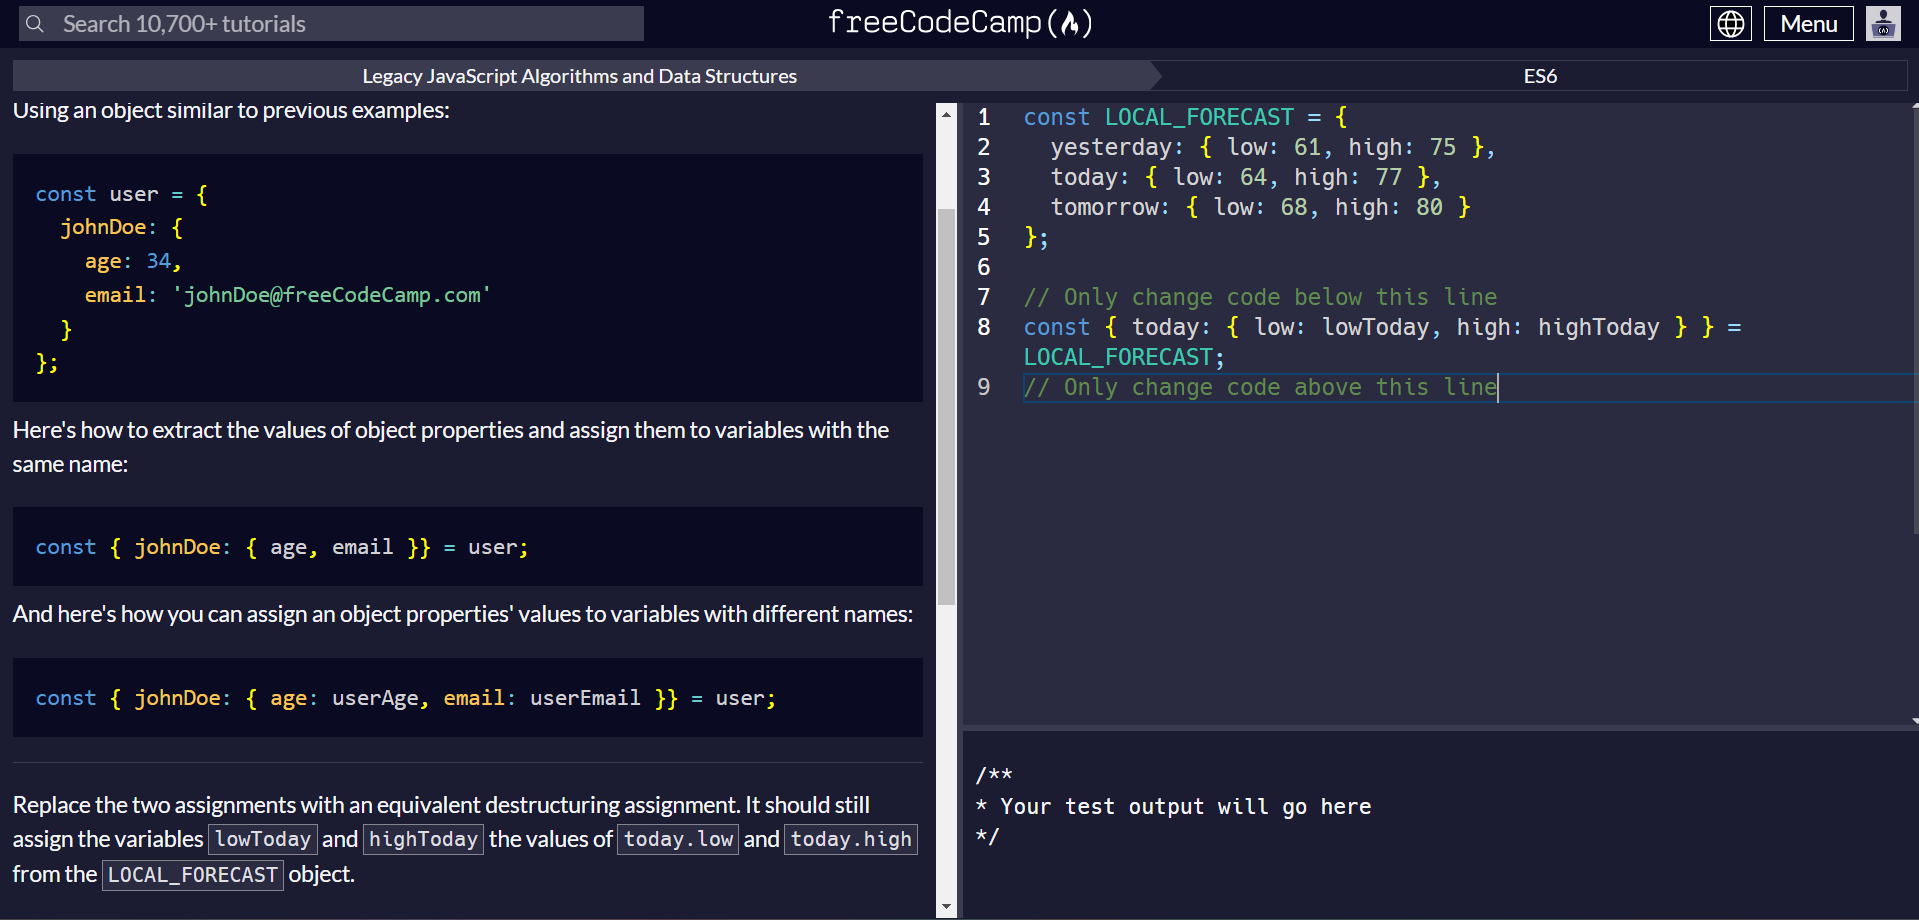 Search 10,700+ tutorials
freeCodeCamp(🔥)
Menu
Legacy JavaScript Algorithms and Data Structures
ES6
Using an object similar to previous examples:
const user = {
  johnDoe: {
    age: 34,
    email: 'johnDoe@freeCodeCamp.com'
  }
};
Here's how to extract the values of object properties and assign them to variables with the
same name:
const { johnDoe: { age, email }} = user;
And here's how you can assign an object properties' values to variables with different names:
const { johnDoe: { age: userAge, email: userEmail }} = user;
Replace the two assignments with an equivalent destructuring assignment. It should still
assign the variables lowToday and highToday the values of today.low and today.high
from the LOCAL_FORECAST object.
1 const LOCAL_FORECAST = {
2   yesterday: { low: 61, high: 75 },
3   today: { low: 64, high: 77 },
4   tomorrow: { low: 68, high: 80 }
5 };
6
7 // Only change code below this line
8 const { today: { low: lowToday, high: highToday } } =
LOCAL_FORECAST;
9 // Only change code above this line
/**
* Your test output will go here
*/